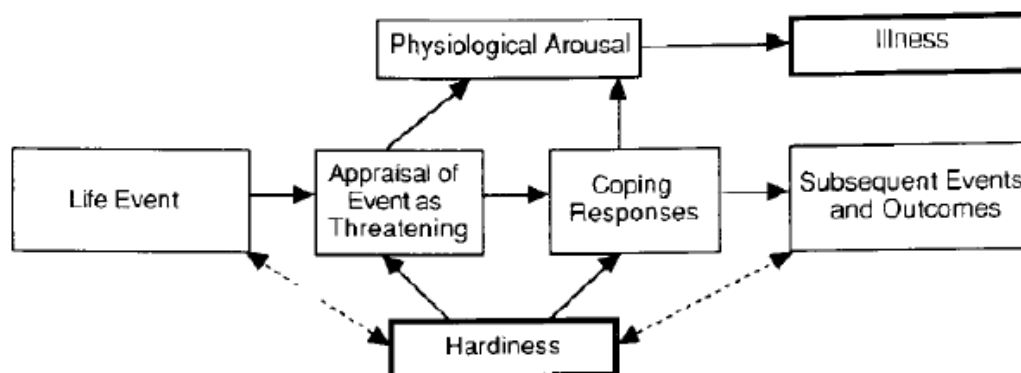 Physiological Arousal
Illness
Life Event
Appraisal of
Event as
Threatening
Coping
Responses
Subsequent Events
and Outcomes
Hardiness